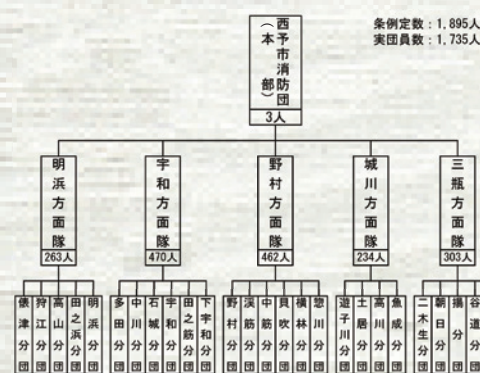 条例定数：1,895人
実団員数：1,735人
西予市消防団
（本部）
3人
明浜方面隊
263人
宇和方面隊
470人
野村方面隊
462人
城川方面隊
234人
三瓶方面隊
303人
俵津分団
狩江分団
高山分団
田之浜分団
明浜分団
多田分団
中川分団
石城分団
宇和分団
田之筋分団
下宇和分団
野村分団
渓筋分団
中筋分団
貝吹分団
横林分団
惣川分団
遊子川分団
土居分団
高川分団
魚成分団
二木生分団
朝日分団
揚分団
谷道分団